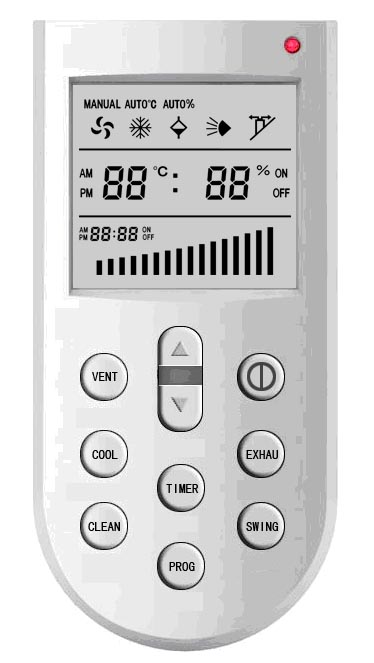 MANUAL AUTO°C AUTO%
AM 88 °C : 88 % ON
PM OFF
AM 88:88 ON
PM OFF
VENT
COOL
EXHAU
TIMER
CLEAN
SWING
PROG